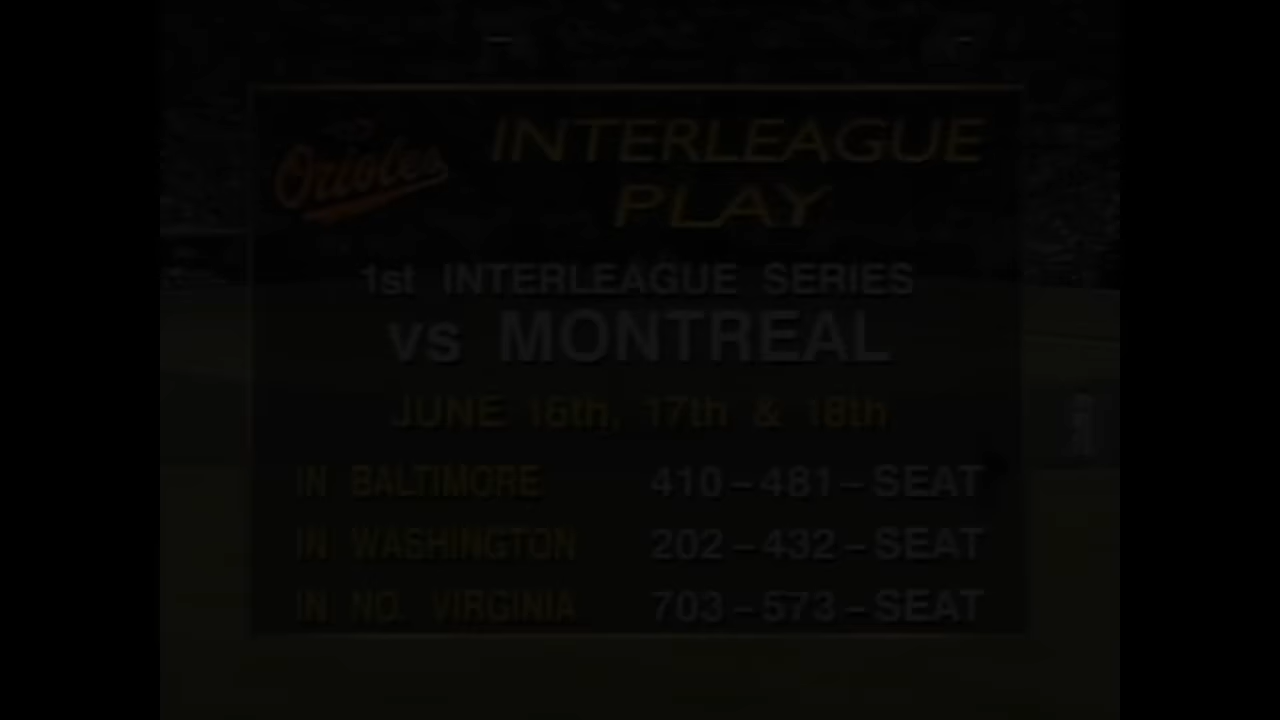 Orioles
INTERLEAGUE
PLAY
1st INTERLEAGUE SERIES
vs MONTREAL
JUNE 16th, 17th & 18th
IN BALTIMORE 410-481-SEAT
IN WASHINGTON 202-432-SEAT
IN NO. VIRGINIA 703-573-SEAT